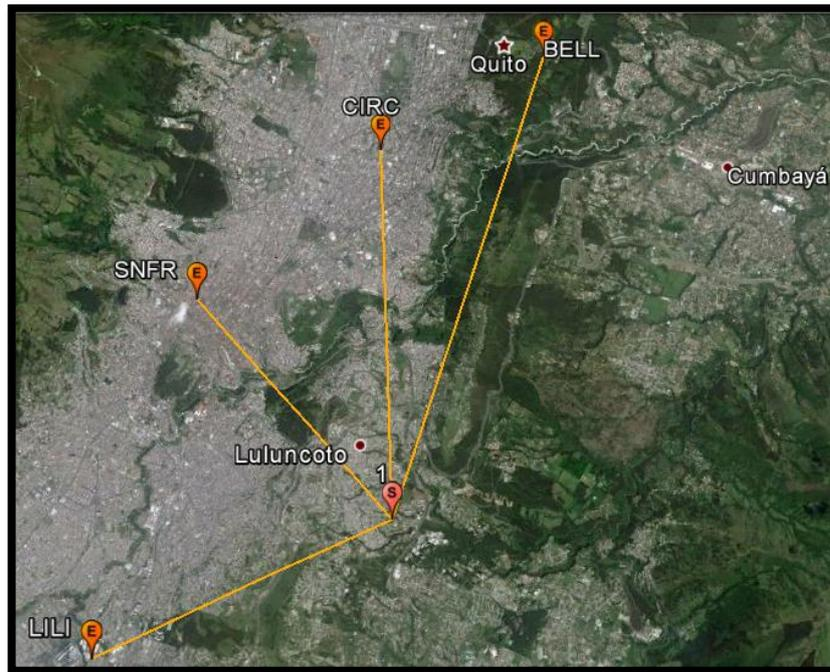 E
Quito
BELL
CIRC
E
Cumbayá
SNFR
E
Luluncoto
1
S
LILI
E